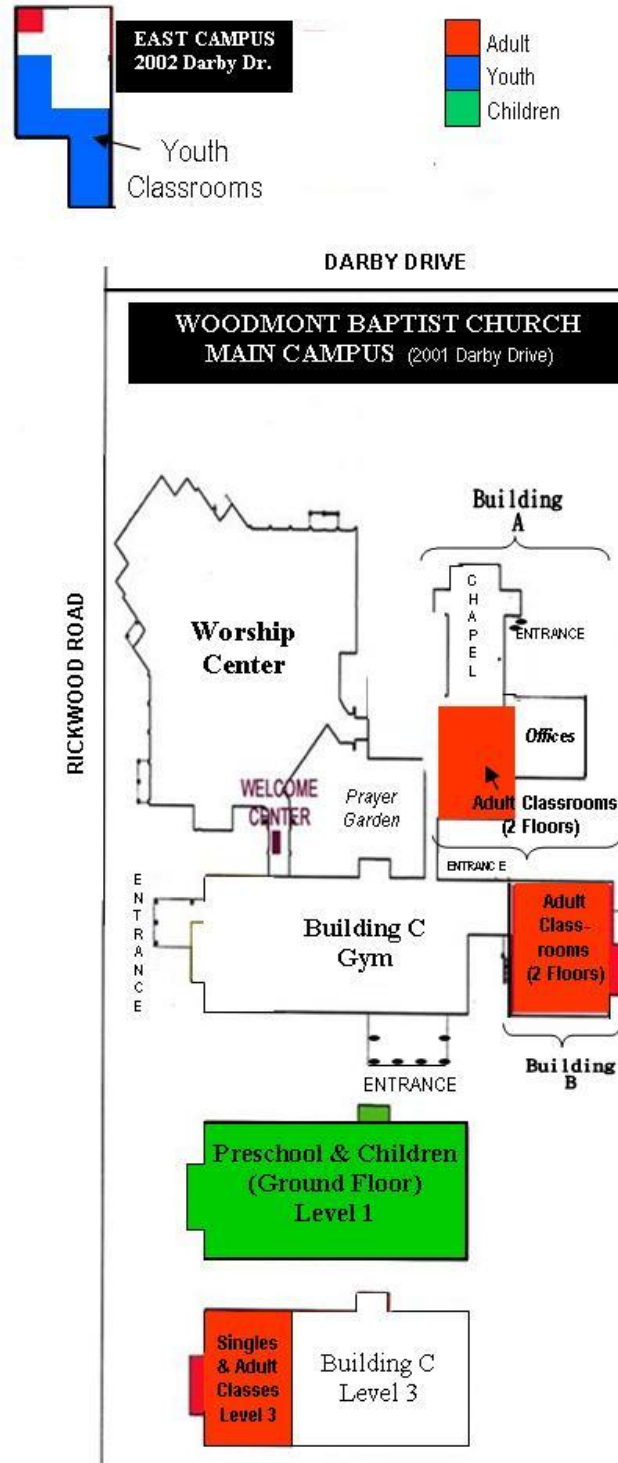 EAST CAMPUS
2002 Darby Dr.
Adult
Youth
Children
Youth
Classrooms
DARBY DRIVE
WOODMONT BAPTIST CHURCH
MAIN CAMPUS (2001 Darby Drive)
RICKWOOD ROAD
Building
A
CHAPEL
ENTRANCE
Worship
Center
Offices
WELCOME
CENTER
Prayer
Garden
Adult Classrooms
(2 Floors)
ENTRANCE
ENTRANCE
Building C
Gym
Adult
Class-
rooms
(2 Floors)
Building
B
ENTRANCE
Preschool & Children
(Ground Floor)
Level 1
Singles
& Adult
Classes
Level 3
Building C
Level 3